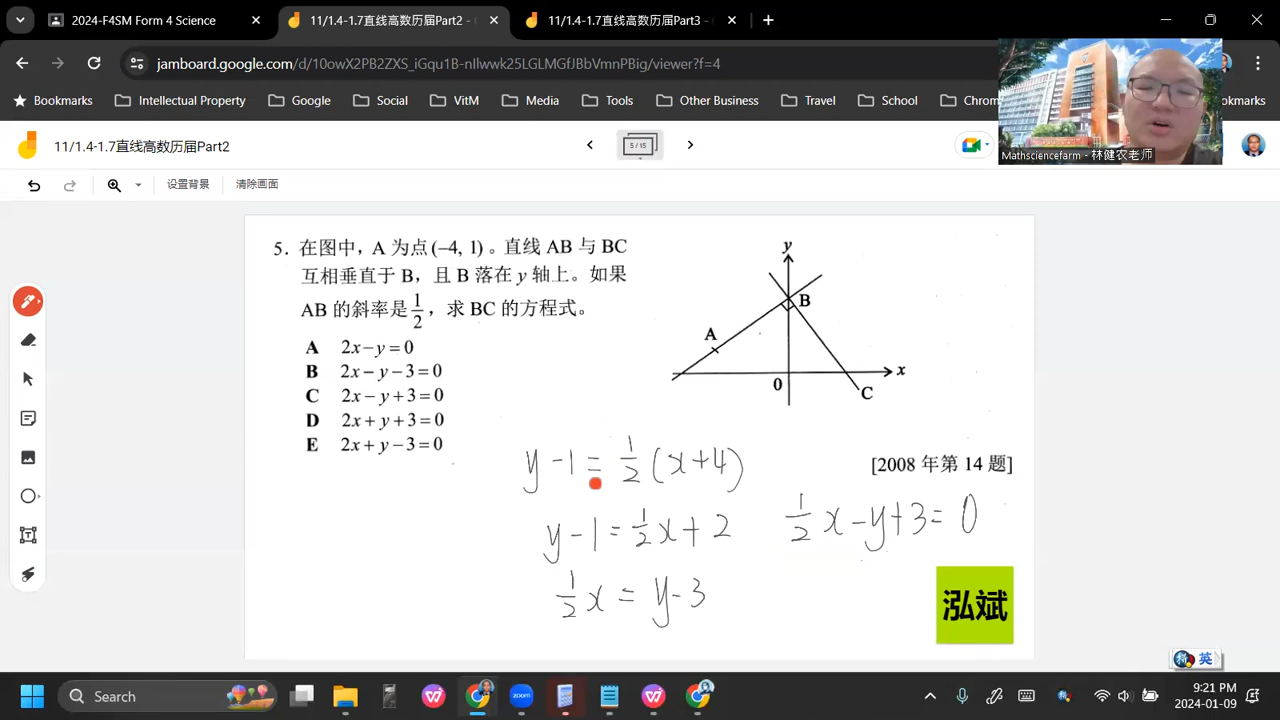 2024-F4SM Form 4 Science
11/1.4-1.7直线高数历届Part2 -
11/1.4-1.7直线高数历届Part3 -
jamboard.google.com/d/10owX2PB2ZXS_iGqu1B-nIlwwk25LGLMGfJBbVmnPBig/viewer?f=4
Bookmarks
Intellectual Property
Google
Social
VitM
Media
Tools
Other Business
Travel
School
Chrom
okmarks
Mathsciencefarm - 林健农老师
11/1.4-1.7直线高数历届Part2
5 / 15
设置背景
清除画面
5. 在图中，A 为点 (−4, 1) 。直线 AB 与 BC
互相垂直于 B，且 B 落在 y 轴上。如果
AB 的斜率是 1/2，求 BC 的方程式。
A 2x − y = 0
B 2x − y − 3 = 0
C 2x − y + 3 = 0
D 2x + y + 3 = 0
E 2x + y − 3 = 0
y
B
A
0
x
C
[2008 年第 14 题]
y - 1 = 1/2 (x + 4)
y - 1 = 1/2 x + 2
1/2 x - y + 3 = 0
1/2 x = y - 3
泓斌
英
Search
zoom
9:21 PM
2024-01-09